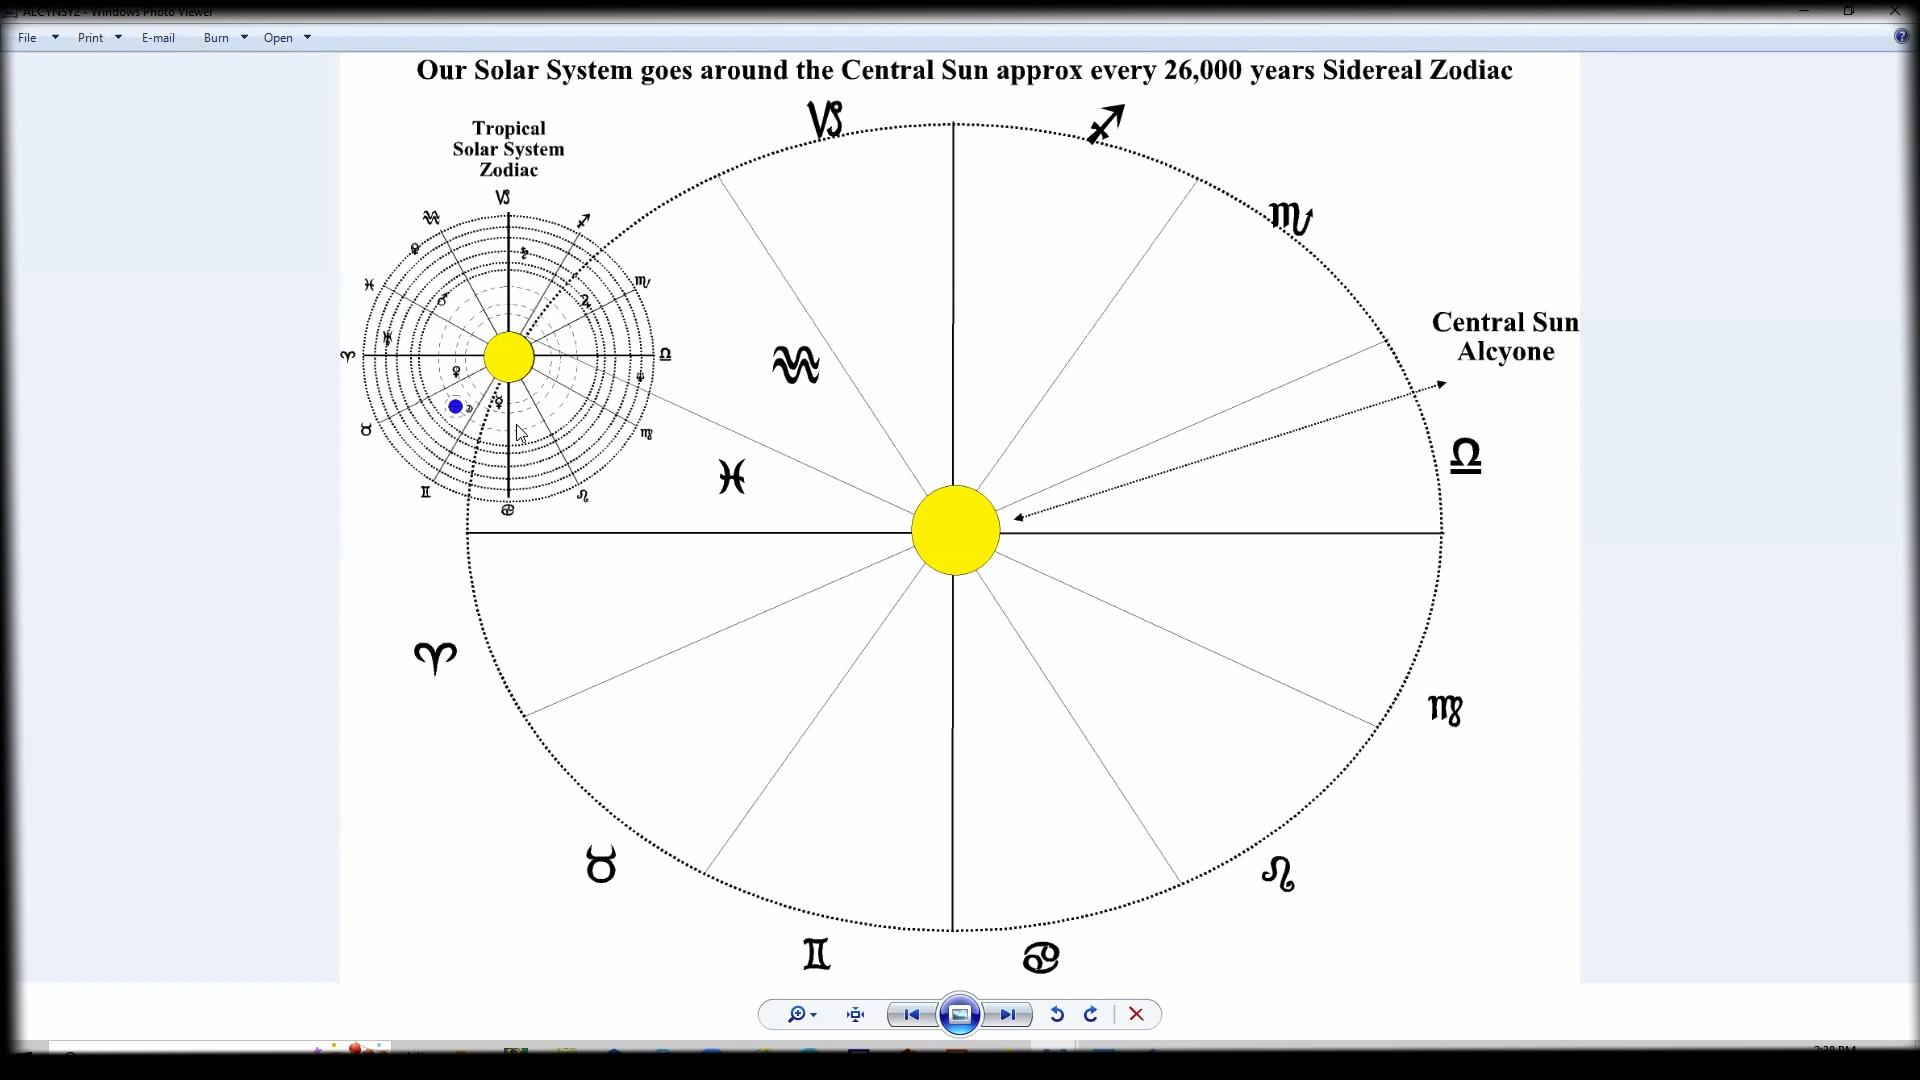 ALCYNSY2 - Windows Photo Viewer
File Print E-mail Burn Open
Our Solar System goes around the Central Sun approx every 26,000 years Sidereal Zodiac
Tropical
Solar System
Zodiac
Central Sun
Alcyone